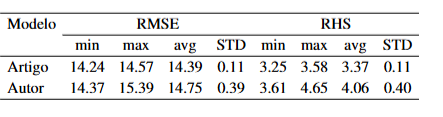 Modelo RMSE RHS
min max avg STD min max avg STD
Artigo 14.24 14.57 14.39 0.11 3.25 3.58 3.37 0.11
Autor 14.37 15.39 14.75 0.39 3.61 4.65 4.06 0.40